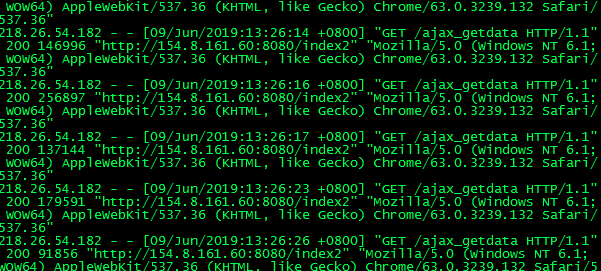 WOW64) AppleWebKit/537.36 (KHTML, like Gecko) Chrome/63.0.3239.132 Safari/
537.36"
218.26.54.182 - - [09/Jun/2019:13:26:14 +0800] "GET /ajax_getdata HTTP/1.1"
200 146996 "http://154.8.161.60:8080/index2" "Mozilla/5.0 (Windows NT 6.1;
WOW64) AppleWebKit/537.36 (KHTML, like Gecko) Chrome/63.0.3239.132 Safari/
537.36"
218.26.54.182 - - [09/Jun/2019:13:26:16 +0800] "GET /ajax_getdata HTTP/1.1"
200 256897 "http://154.8.161.60:8080/index2" "Mozilla/5.0 (Windows NT 6.1;
WOW64) AppleWebKit/537.36 (KHTML, like Gecko) Chrome/63.0.3239.132 Safari/
537.36"
218.26.54.182 - - [09/Jun/2019:13:26:17 +0800] "GET /ajax_getdata HTTP/1.1"
200 137144 "http://154.8.161.60:8080/index2" "Mozilla/5.0 (Windows NT 6.1;
WOW64) AppleWebKit/537.36 (KHTML, like Gecko) Chrome/63.0.3239.132 Safari/
537.36"
218.26.54.182 - - [09/Jun/2019:13:26:23 +0800] "GET /ajax_getdata HTTP/1.1"
200 179591 "http://154.8.161.60:8080/index2" "Mozilla/5.0 (Windows NT 6.1;
WOW64) AppleWebKit/537.36 (KHTML, like Gecko) Chrome/63.0.3239.132 Safari/
537.36"
218.26.54.182 - - [09/Jun/2019:13:26:26 +0800] "GET /ajax_getdata HTTP/1.1"
200 91856 "http://154.8.161.60:8080/index2" "Mozilla/5.0 (Windows NT 6.1;
WOW64) AppleWebKit/537.36 (KHTML, like Gecko) Chrome/63.0.3239.132 Safari/5